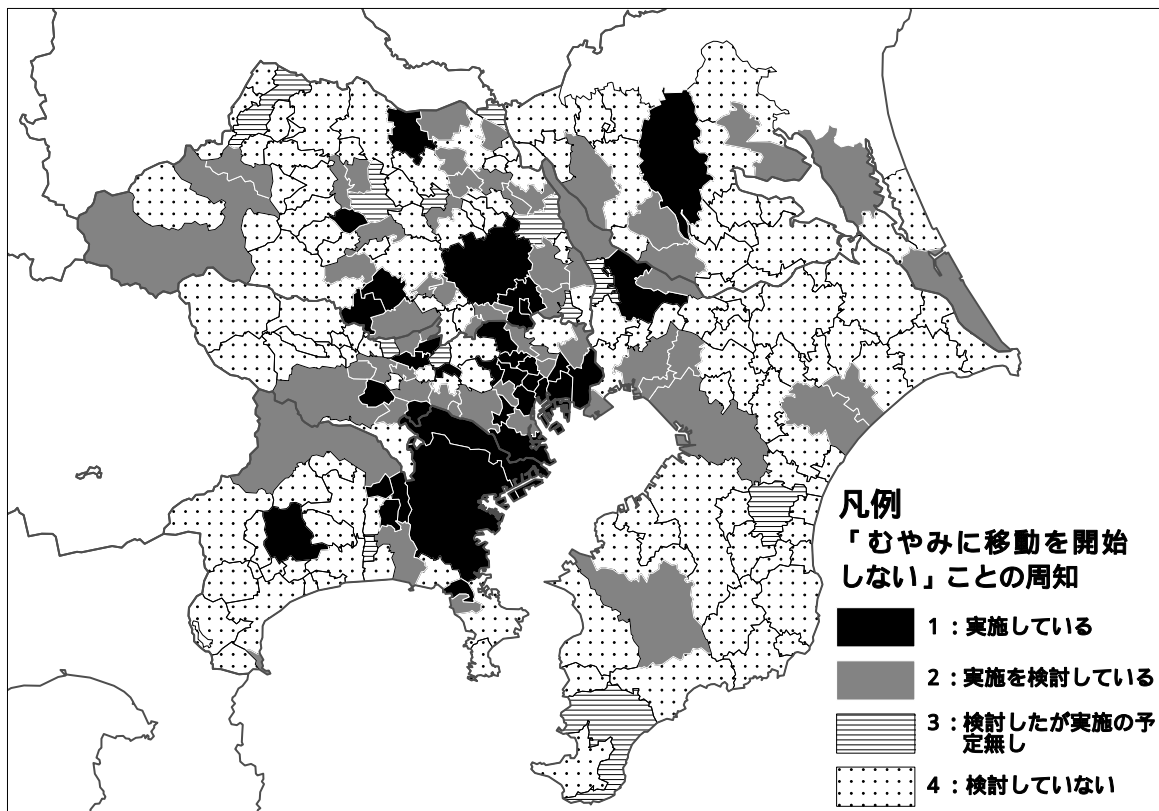 凡例
「むやみに移動を開始
しない」ことの周知
1：実施している
2：実施を検討している
3：検討したが実施の予
定無し
4：検討していない